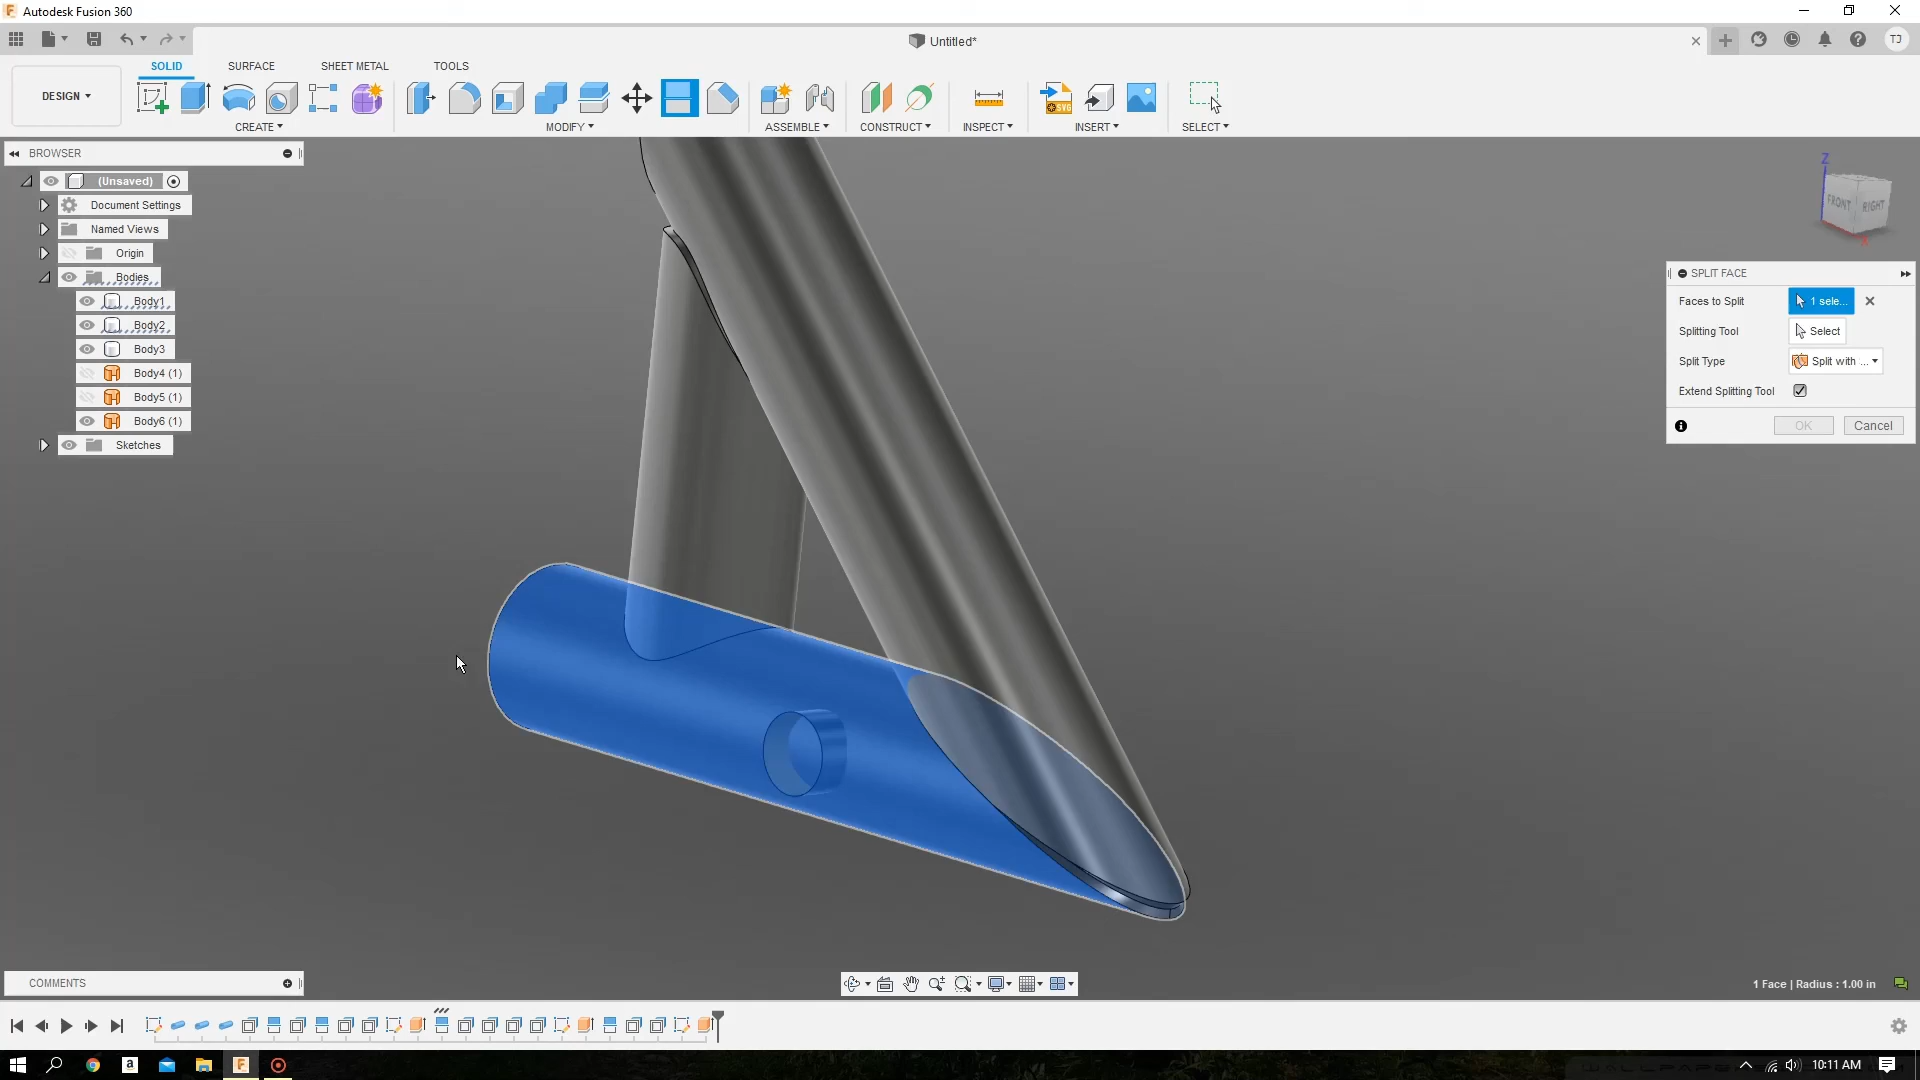 Autodesk Fusion 360
Untitled*
TJ
DESIGN
SOLID
SURFACE
SHEET METAL
TOOLS
CREATE
MODIFY
ASSEMBLE
CONSTRUCT
INSPECT
INSERT
SELECT
BROWSER
(Unsaved)
Document Settings
Named Views
Origin
Bodies
Body1
Body2
Body3
Body4 (1)
Body5 (1)
Body6 (1)
Sketches
Z
FRONT
RIGHT
X
SPLIT FACE
Faces to Split
1 sele...
Splitting Tool
Select
Split Type
Split with ...
Extend Splitting Tool
OK
Cancel
COMMENTS
1 Face | Radius : 1.00 in
10:11 AM